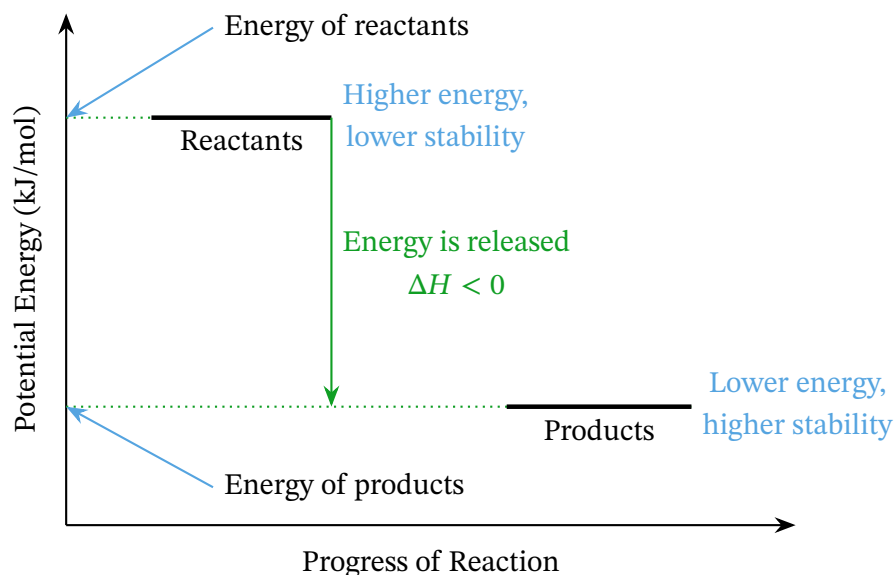 Energy of reactants
Higher energy,
lower stability
Reactants
Potential Energy (kJ/mol)
Energy is released
ΔH < 0
Lower energy,
higher stability
Products
Energy of products
Progress of Reaction